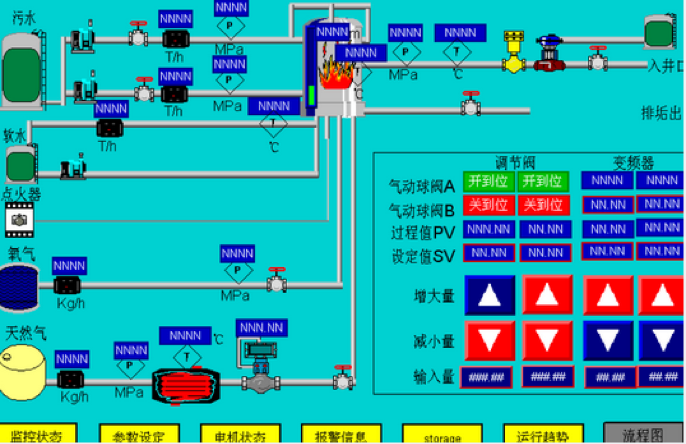 污水
NNNN
NNNN
P
T/h
MPa
NNNN
NNNN
P
T/h
MPa
NNNN
T/h
NNNN
T
℃
软水
点火器
氧气
NNNN
Kg/h
NNNN
P
MPa
天然气
NNNN
Kg/h
NNNN
P
MPa
NNNN
℃
T
NNN.NN
NNNN
NNNN
T
℃
NNNN
P
MPa
NNNN
T
℃
入井口
排垢出
调节阀 变频器
气动球阀A 开到位 开到位 NNNN NNNN
气动球阀B 关到位 关到位 NN.NN NN.NN
过程值PV NNN.NN NN.NN NN.NN NN.NN
设定值SV NN.NN NN.NN NN.NN NN.NN
增大量
减小量
输入量 ###.## ###.## ##.## ##.##
监控状态 参数设定 电机状态 报警信息 storage 运行趋势 流程图